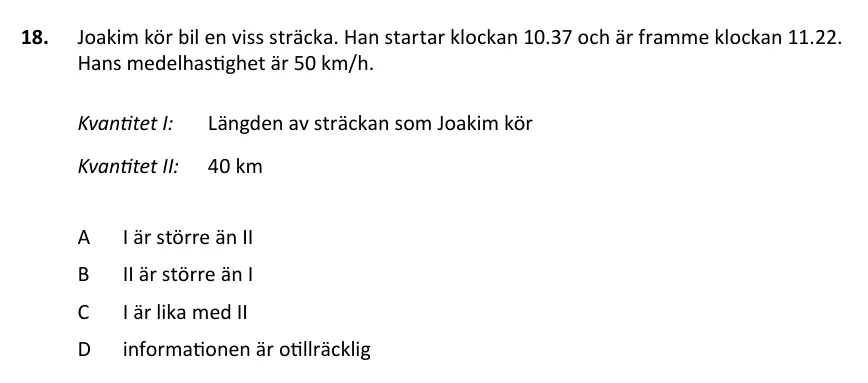 18. Joakim kör bil en viss sträcka. Han startar klockan 10.37 och är framme klockan 11.22.
Hans medelhastighet är 50 km/h.
Kvantitet I: Längden av sträckan som Joakim kör
Kvantitet II: 40 km
A I är större än II
B II är större än I
C I är lika med II
D informationen är otillräcklig